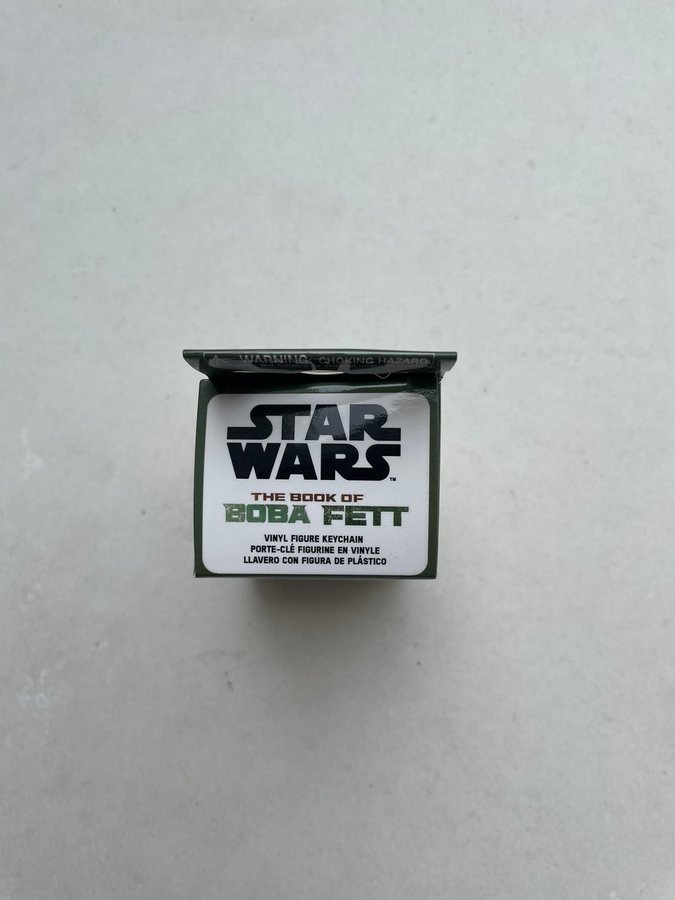 WARNING CHOKING HAZARD
STAR
WARS™
THE BOOK OF
BOBA FETT
VINYL FIGURE KEYCHAIN
PORTE-CLÉ FIGURINE EN VINYLE
LLAVERO CON FIGURA DE PLÁSTICO